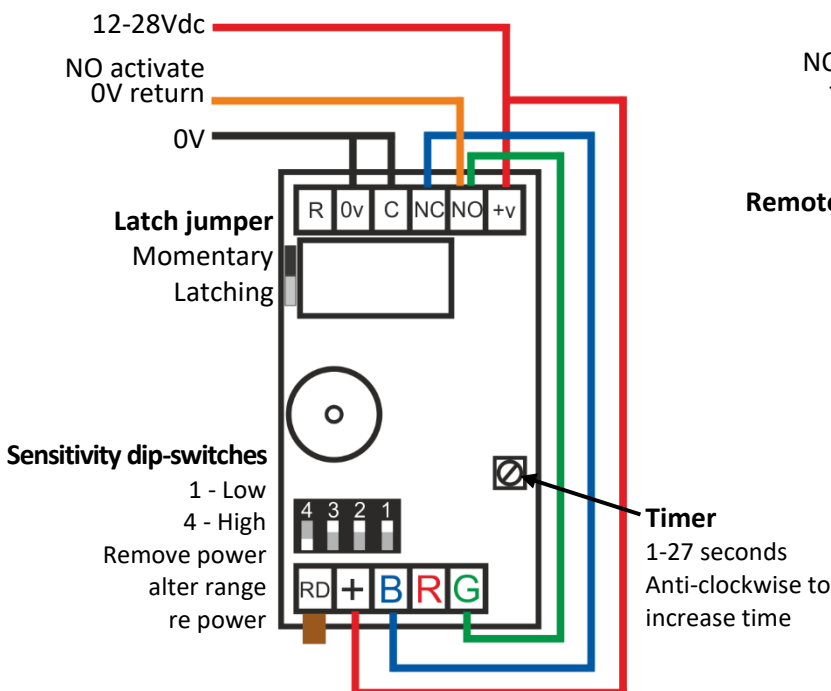 12-28Vdc
NO activate
0V return
0V
R 0v C NC NO +v
Latch jumper
Momentary
Latching
Sensitivity dip-switches
1 - Low
4 - High
Remove power
alter range
re power
4 3 2 1
RD + B R G
Timer
1-27 seconds
Anti-clockwise to
increase time
NO
Remote